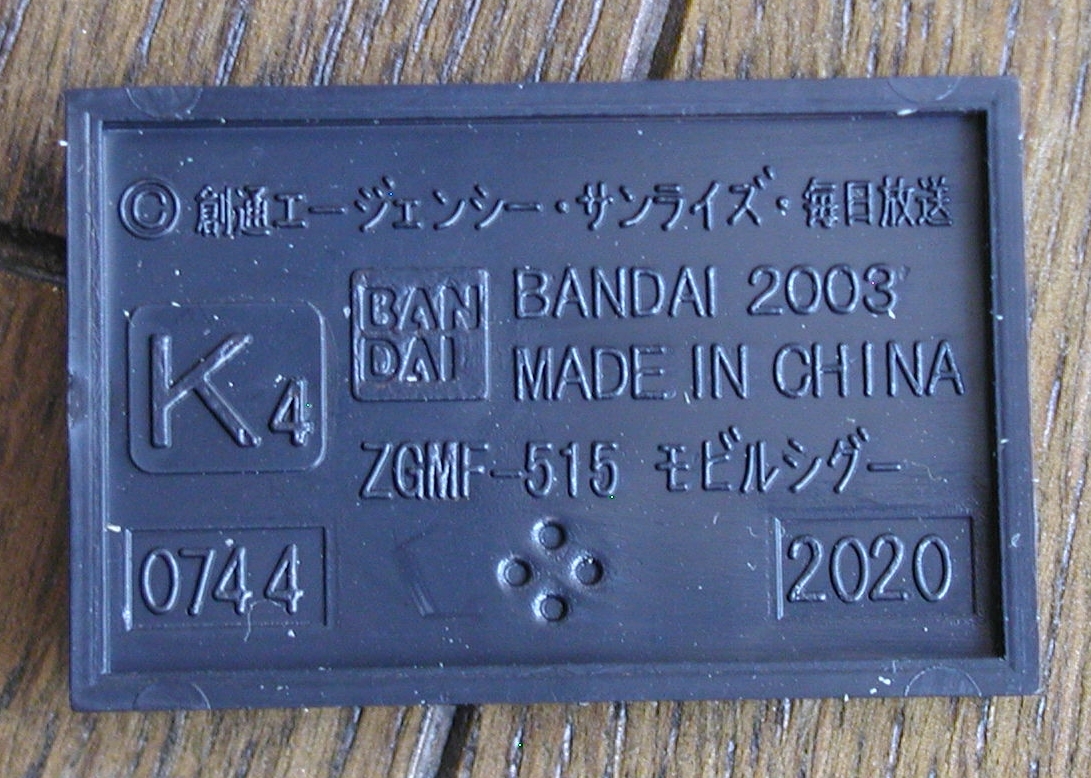 ©創通エージェンシー・サンライズ・毎日放送
BAN
DAI
BANDAI 2003
MADE IN CHINA
K4
ZGMF-515 モビルシグー
0744
2020